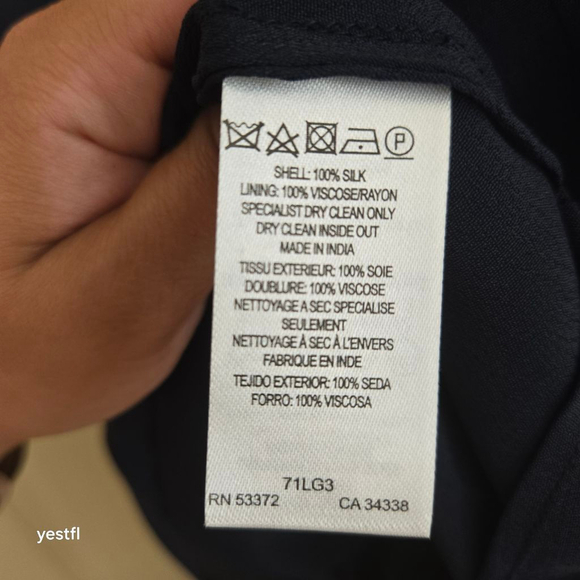 P
SHELL: 100% SILK
LINING: 100% VISCOSE/RAYON
SPECIALIST DRY CLEAN ONLY
DRY CLEAN INSIDE OUT
MADE IN INDIA
TISSU EXTERIEUR: 100% SOIE
DOUBLURE: 100% VISCOSE
NETTOYAGE A SEC SPECIALISE
SEULEMENT
NETTOYAGE À SEC À L'ENVERS
FABRIQUE EN INDE
TEJIDO EXTERIOR: 100% SEDA
FORRO: 100% VISCOSA
71LG3
RN 53372 CA 34338
yestfl